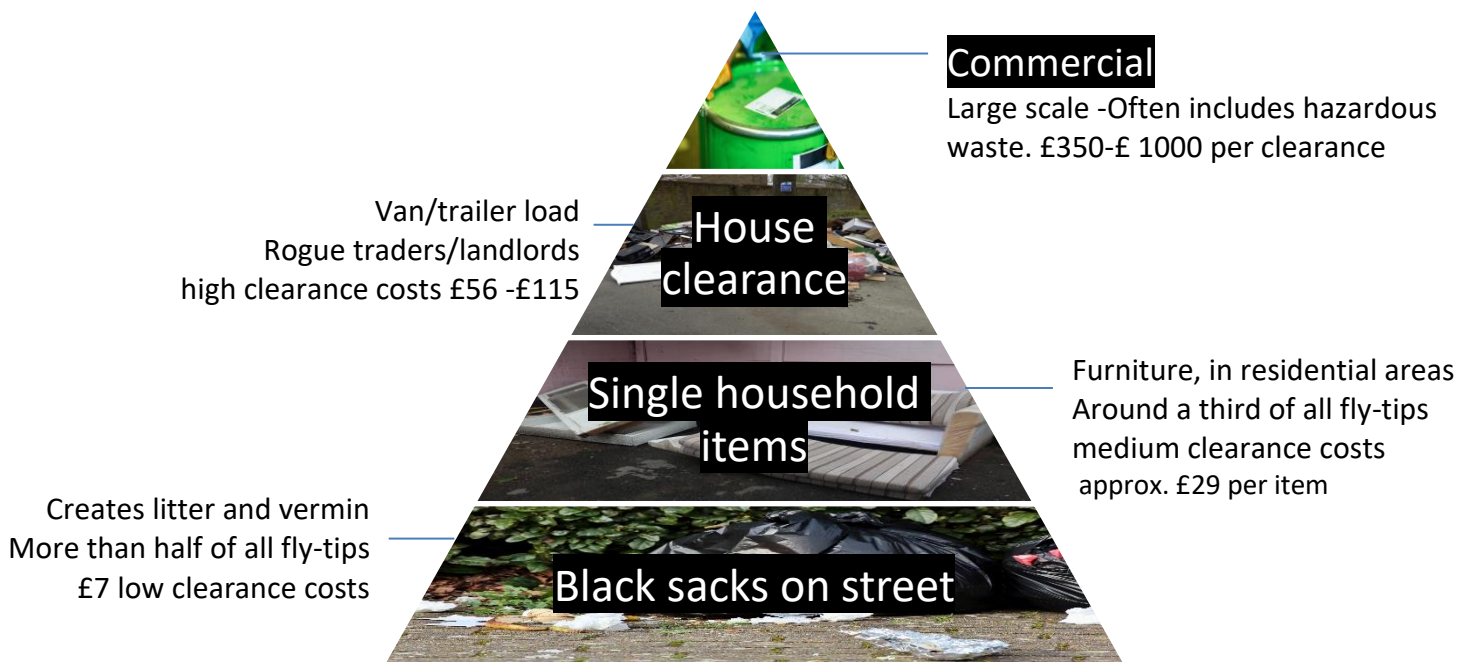 Commercial
Large scale -Often includes hazardous
waste. £350-£ 1000 per clearance
Van/trailer load
Rogue traders/landlords
high clearance costs £56 -£115
House
clearance
Single household
items
Furniture, in residential areas
Around a third of all fly-tips
medium clearance costs
approx. £29 per item
Creates litter and vermin
More than half of all fly-tips
£7 low clearance costs
Black sacks on street